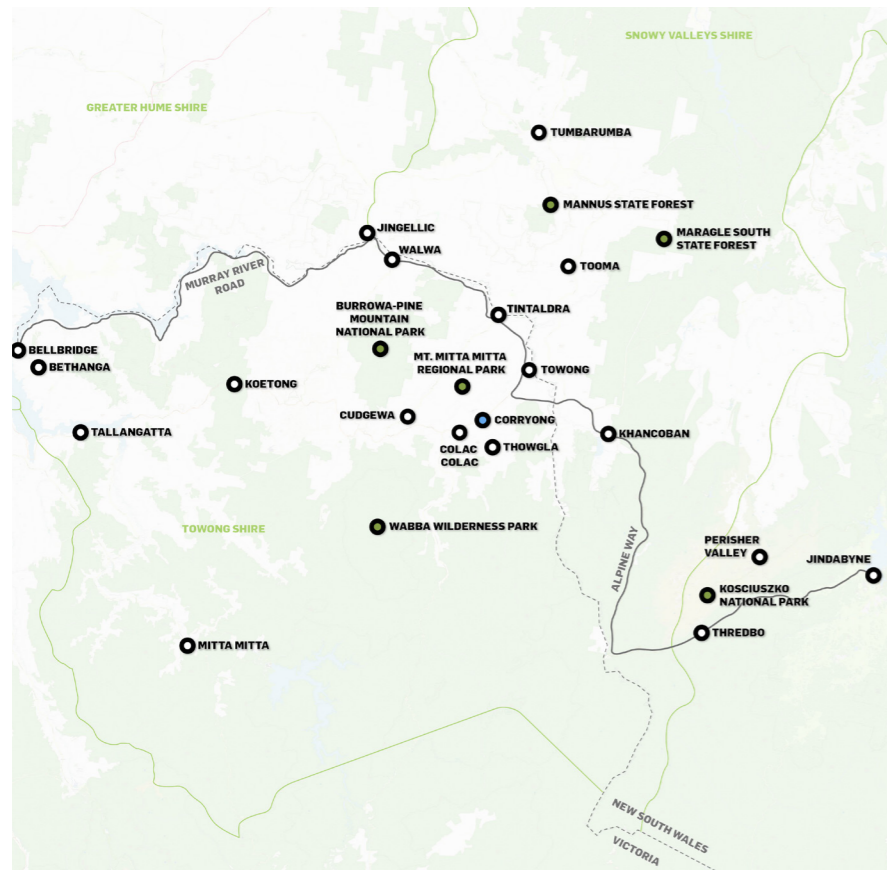 SNOWY VALLEYS SHIRE
GREATER HUME SHIRE
TUMBARUMBA
MANNUS STATE FOREST
JINGELLIC
MARAGLE SOUTH
STATE FOREST
WALWA
TOOMA
MURRAY RIVER
ROAD
BURROWA-PINE
MOUNTAIN
NATIONAL PARK
TINTALDRA
BELLBRIDGE
BETHANGA
MT. MITTA MITTA
REGIONAL PARK
TOWONG
KOETONG
CUDGEWA
CORRYONG
TALLANGATTA
KHANCOBAN
COLAC
COLAC
THOWGLA
TOWONG SHIRE
WABBA WILDERNESS PARK
ALPINE WAY
PERISHER
VALLEY
JINDABYNE
KOSCIUSZKO
NATIONAL PARK
THREDBO
MITTA MITTA
NEW SOUTH WALES
VICTORIA